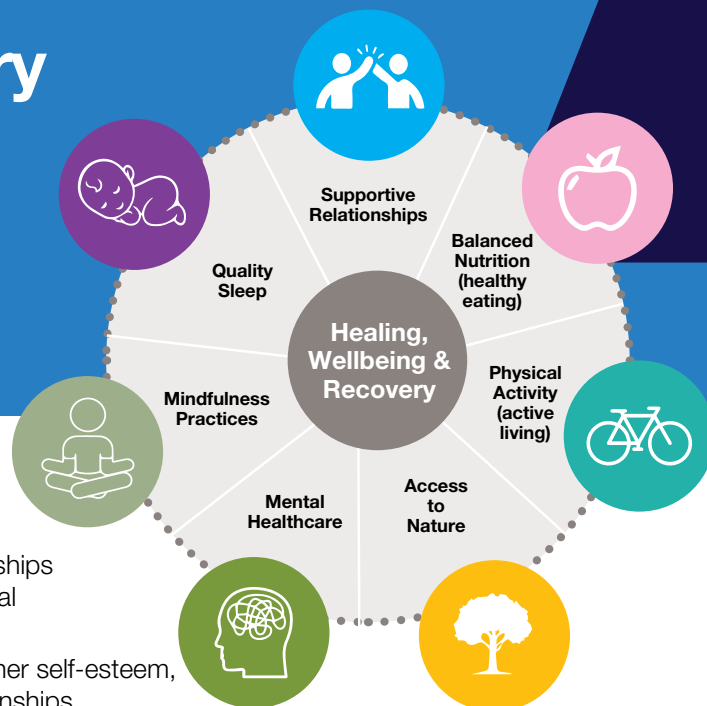 ry
Supportive
Relationships
Balanced
Nutrition
(healthy
eating)
Quality
Sleep
Healing,
Wellbeing &
Recovery
Physical
Activity
(active
living)
Mindfulness
Practices
Access
to
Nature
Mental
Healthcare
ships
al
ner self-esteem,
nships